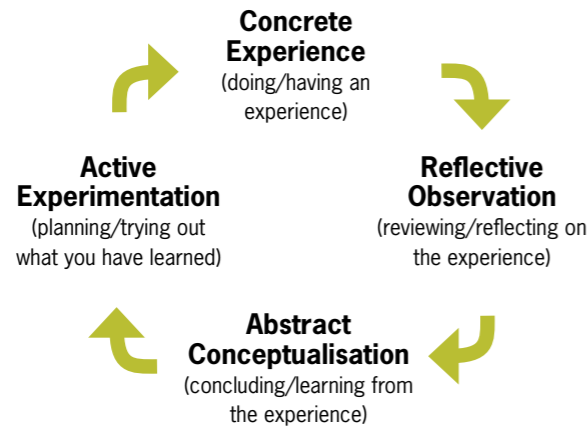 Concrete
Experience
(doing/having an
experience)
Reflective
Observation
(reviewing/reflecting on
the experience)
Abstract
Conceptualisation
(concluding/learning from
the experience)
Active
Experimentation
(planning/trying out
what you have learned)